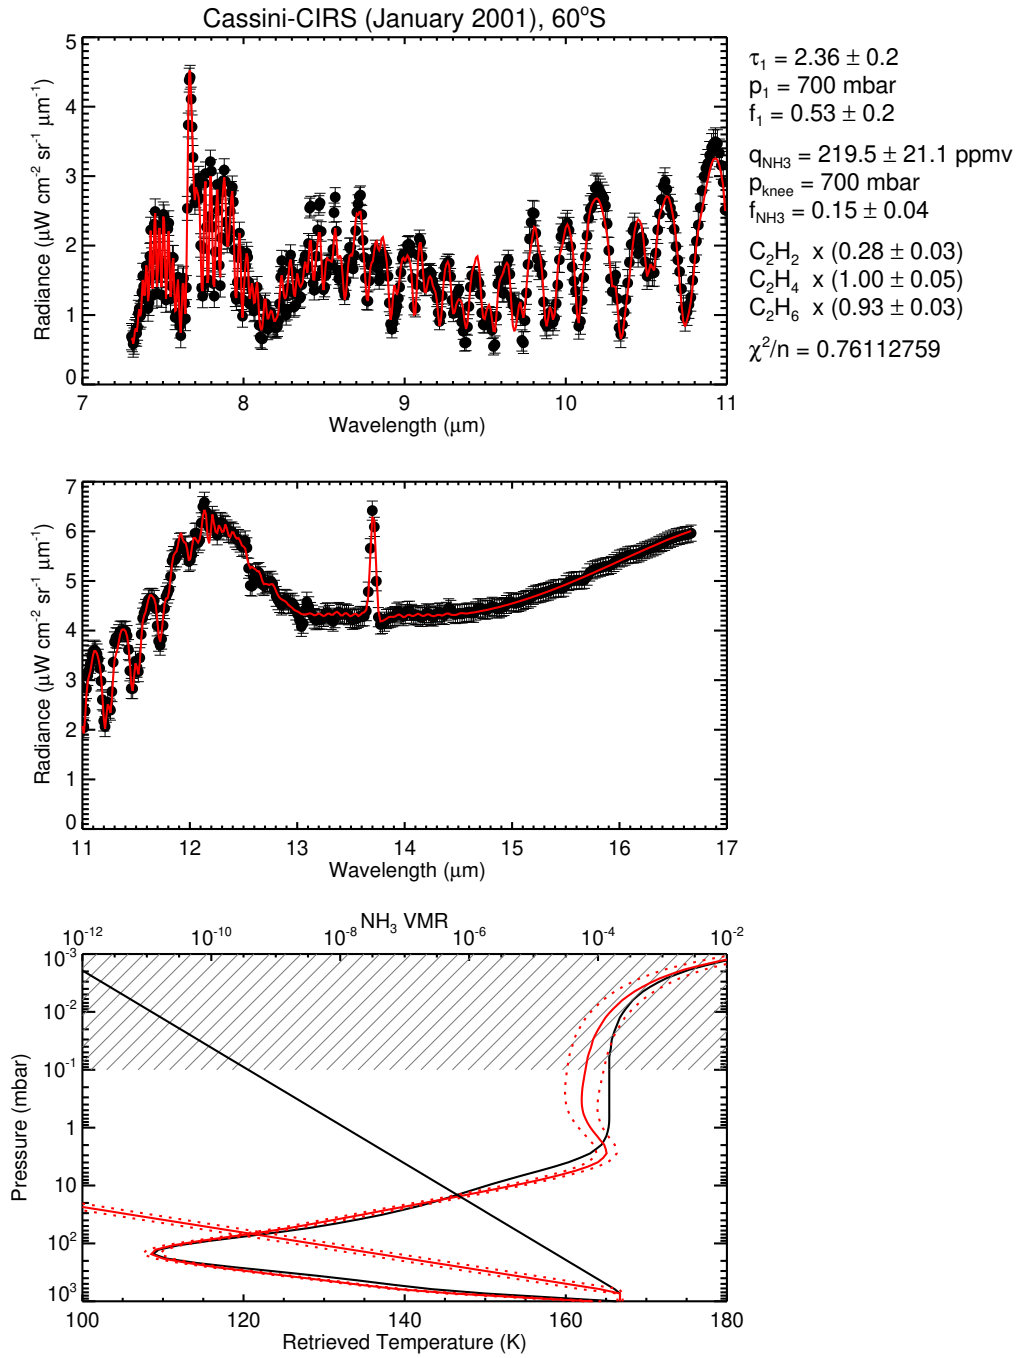 Cassini-CIRS (January 2001), 60°S
5
4
3
2
1
0
Radiance (μW cm⁻² sr⁻¹ μm⁻¹)
7 8 9 10 11
Wavelength (μm)
τ₁ = 2.36 ± 0.2
p₁ = 700 mbar
f₁ = 0.53 ± 0.2
q_NH3 = 219.5 ± 21.1 ppmv
p_knee = 700 mbar
f_NH3 = 0.15 ± 0.04
C₂H₂ x (0.28 ± 0.03)
C₂H₄ x (1.00 ± 0.05)
C₂H₆ x (0.93 ± 0.03)
χ²/n = 0.76112759
7
6
5
4
3
2
1
0
Radiance (μW cm⁻² sr⁻¹ μm⁻¹)
11 12 13 14 15 16 17
Wavelength (μm)
NH₃ VMR
10⁻¹² 10⁻¹⁰ 10⁻⁸ 10⁻⁶ 10⁻⁴ 10⁻²
10⁻³
10⁻²
10⁻¹
1
10
10²
10³
Pressure (mbar)
100 120 140 160 180
Retrieved Temperature (K)